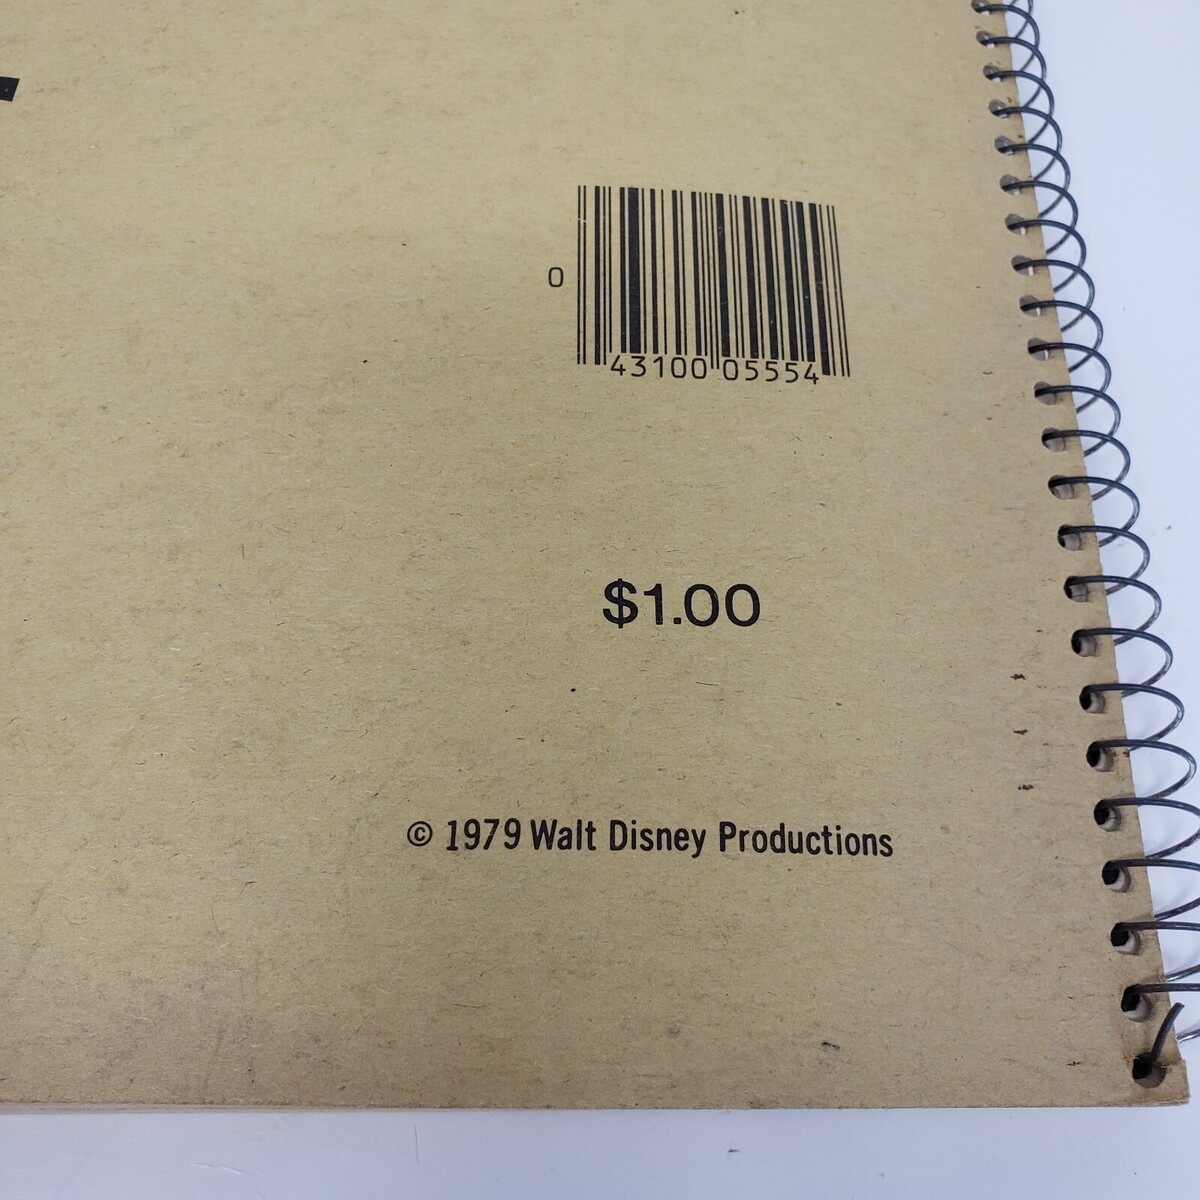 0
43100 05554
$1.00
© 1979 Walt Disney Productions